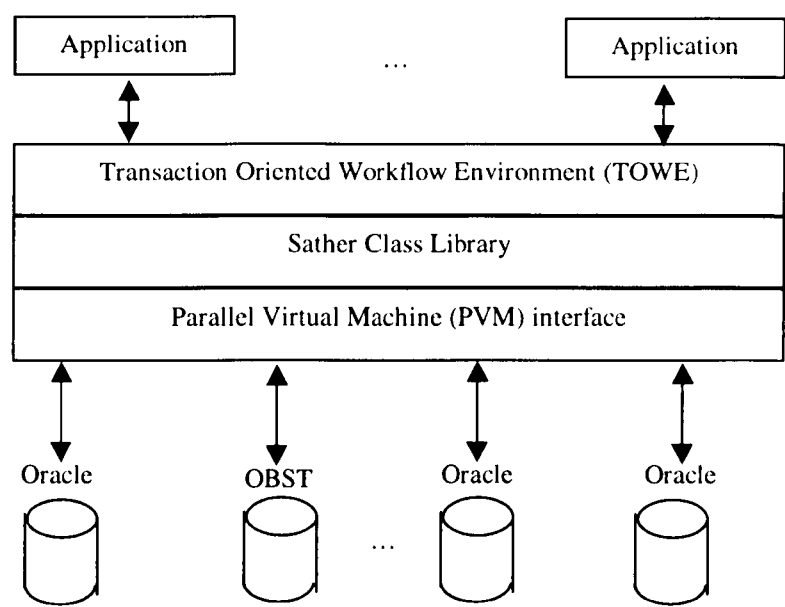 Application
...
Application
Transaction Oriented Workflow Environment (TOWE)
Sather Class Library
Parallel Virtual Machine (PVM) interface
Oracle
OBST
Oracle
Oracle
...